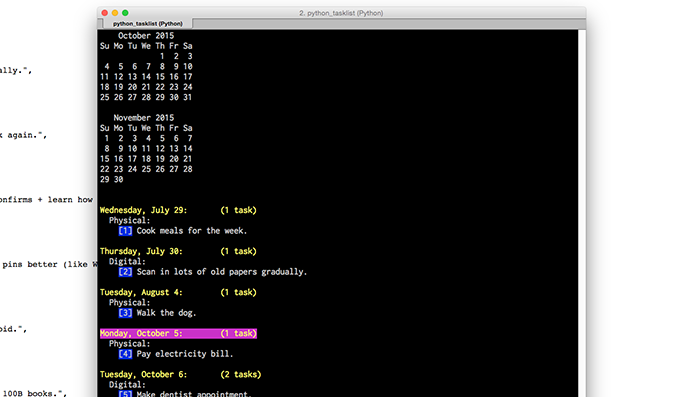 2. python_tasklist (Python)
python_tasklist (Python)
October 2015
Su Mo Tu We Th Fr Sa
1 2 3
4 5 6 7 8 9 10
11 12 13 14 15 16 17
18 19 20 21 22 23 24
25 26 27 28 29 30 31
November 2015
Su Mo Tu We Th Fr Sa
1 2 3 4 5 6 7
8 9 10 11 12 13 14
15 16 17 18 19 20 21
22 23 24 25 26 27 28
29 30
Wednesday, July 29: (1 task)
Physical:
[1] Cook meals for the week.
Thursday, July 30: (1 task)
Digital:
[2] Scan in lots of old papers gradually.
Tuesday, August 4: (1 task)
Physical:
[3] Walk the dog.
Monday, October 5: (1 task)
Physical:
[4] Pay electricity bill.
Tuesday, October 6: (2 tasks)
Digital:
[5] Make dentist appointment.
ally.",
again.",
onfirms + learn how
pins better (like W
oid.",
100B books.",